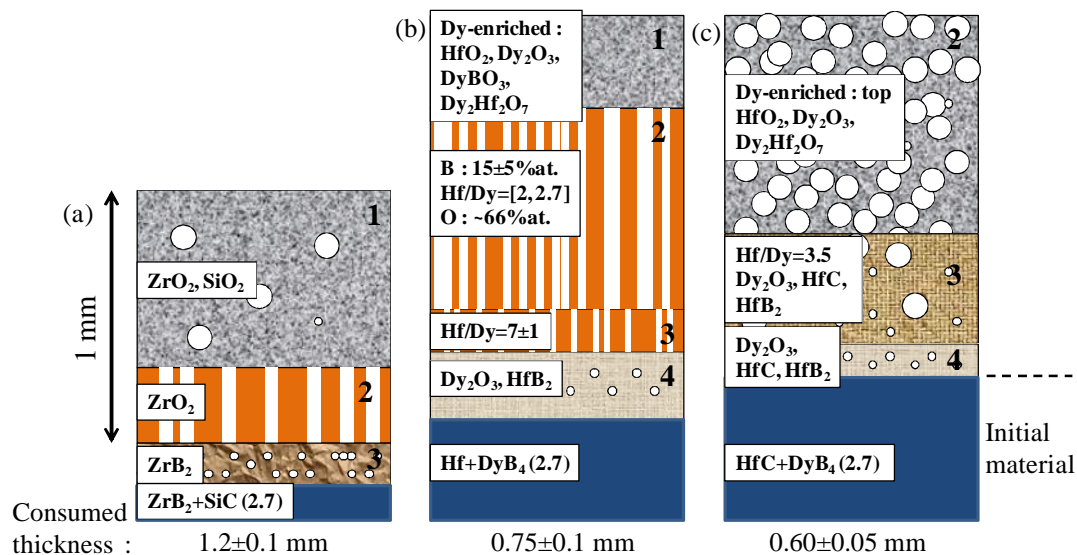 (a)
1 mm
1
ZrO₂, SiO₂
2
ZrO₂
3
ZrB₂
ZrB₂+SiC (2.7)
(b)
Dy-enriched :
HfO₂, Dy₂O₃,
DyBO₃,
Dy₂Hf₂O₇
1
2
B : 15±5%at.
Hf/Dy=[2,2.7]
O : ~66%at.
Hf/Dy=7±1
3
Dy₂O₃, HfB₂
4
Hf+DyB₄ (2.7)
(c)
2
Dy-enriched : top
HfO₂, Dy₂O₃,
Dy₂Hf₂O₇
Hf/Dy=3.5
Dy₂O₃, HfC,
HfB₂
3
Dy₂O₃,
HfC, HfB₂
4
HfC+DyB₄ (2.7)
Initial
material
Consumed
thickness :
1.2±0.1 mm
0.75±0.1 mm
0.60±0.05 mm